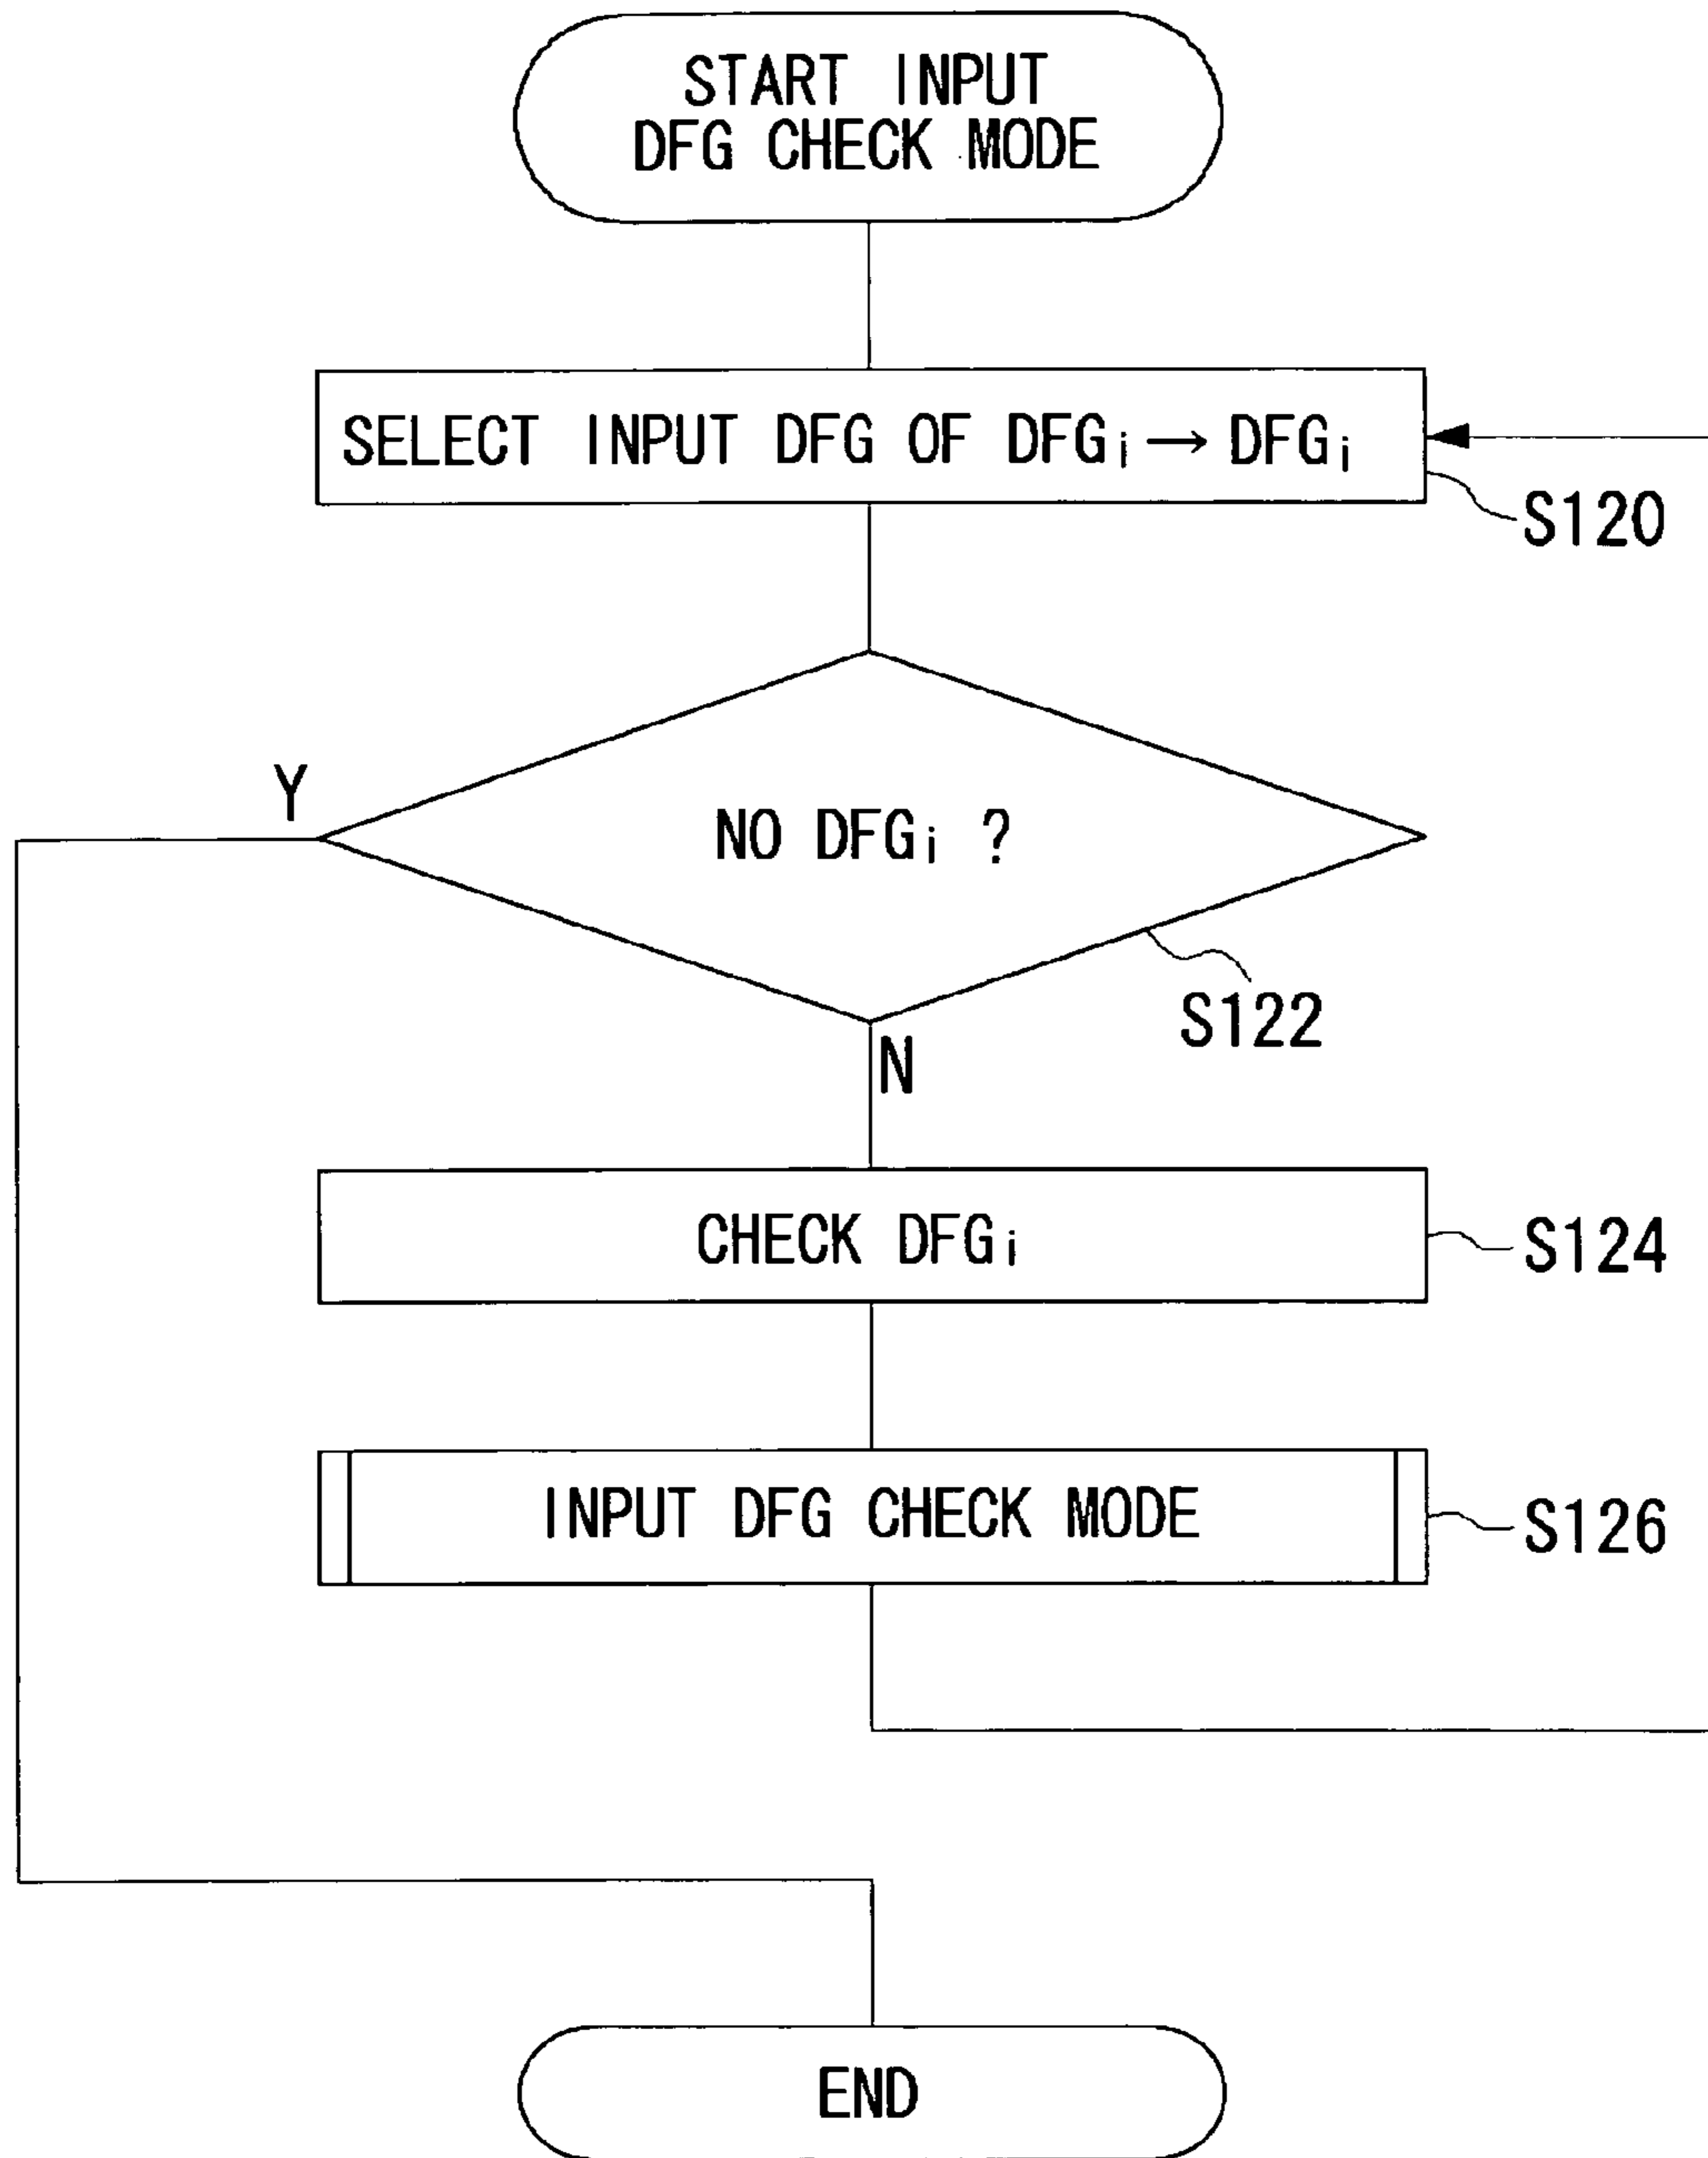 START INPUT
DFG CHECK MODE
SELECT INPUT DFG OF DFGi → DFGi
S120
NO DFGi ?
Y
S122
N
CHECK DFGi
S124
INPUT DFG CHECK MODE
S126
END